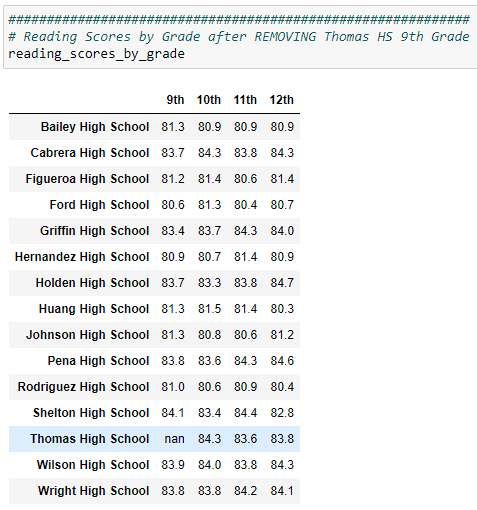 ##########################################################
# Reading Scores by Grade after REMOVING Thomas HS 9th Grade
reading_scores_by_grade
9th 10th 11th 12th
Bailey High School 81.3 80.9 80.9 80.9
Cabrera High School 83.7 84.3 83.8 84.3
Figueroa High School 81.2 81.4 80.6 81.4
Ford High School 80.6 81.3 80.4 80.7
Griffin High School 83.4 83.7 84.3 84.0
Hernandez High School 80.9 80.7 81.4 80.9
Holden High School 83.7 83.3 83.8 84.7
Huang High School 81.3 81.5 81.4 80.3
Johnson High School 81.3 80.8 80.6 81.2
Pena High School 83.8 83.6 84.3 84.6
Rodriguez High School 81.0 80.6 80.9 80.4
Shelton High School 84.1 83.4 84.4 82.8
Thomas High School nan 84.3 83.6 83.8
Wilson High School 83.9 84.0 83.8 84.3
Wright High School 83.8 83.8 84.2 84.1